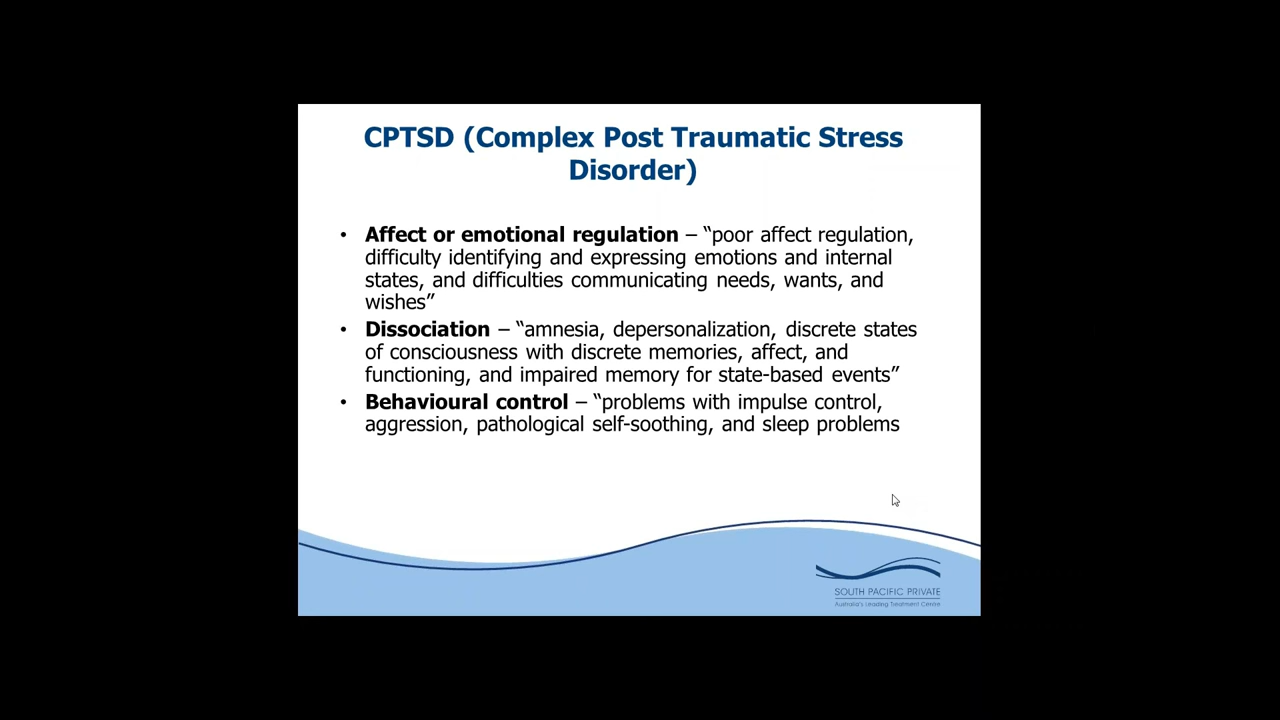 CPTSD (Complex Post Traumatic Stress
Disorder)
• Affect or emotional regulation – “poor affect regulation,
difficulty identifying and expressing emotions and internal
states, and difficulties communicating needs, wants, and
wishes”
• Dissociation – “amnesia, depersonalization, discrete states
of consciousness with discrete memories, affect, and
functioning, and impaired memory for state-based events”
• Behavioural control – “problems with impulse control,
aggression, pathological self-soothing, and sleep problems
SOUTH PACIFIC PRIVATE
Australia's Leading Treatment Centre